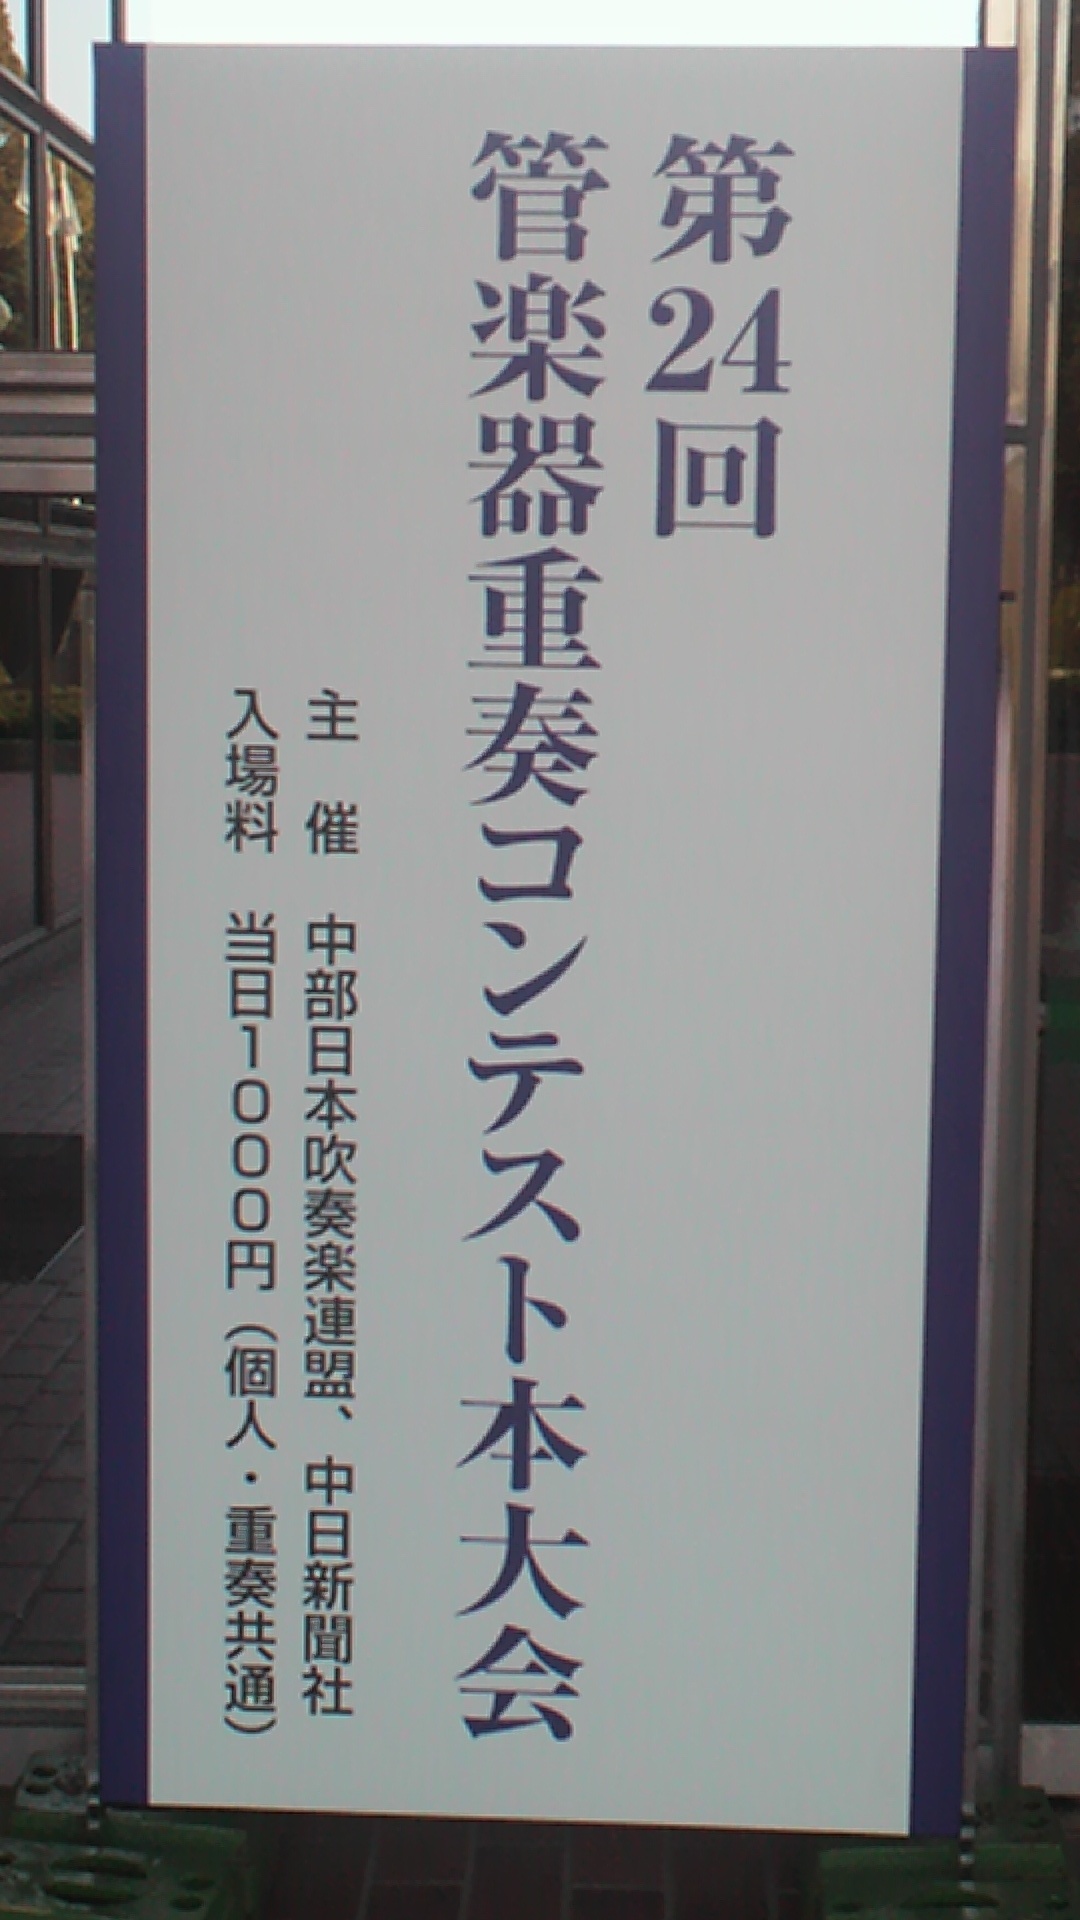 第24回
管楽器重奏コンテスト本大会
主　催　中部日本吹奏楽連盟、中日新聞社
入場料　当日1000円（個人・重奏共通）